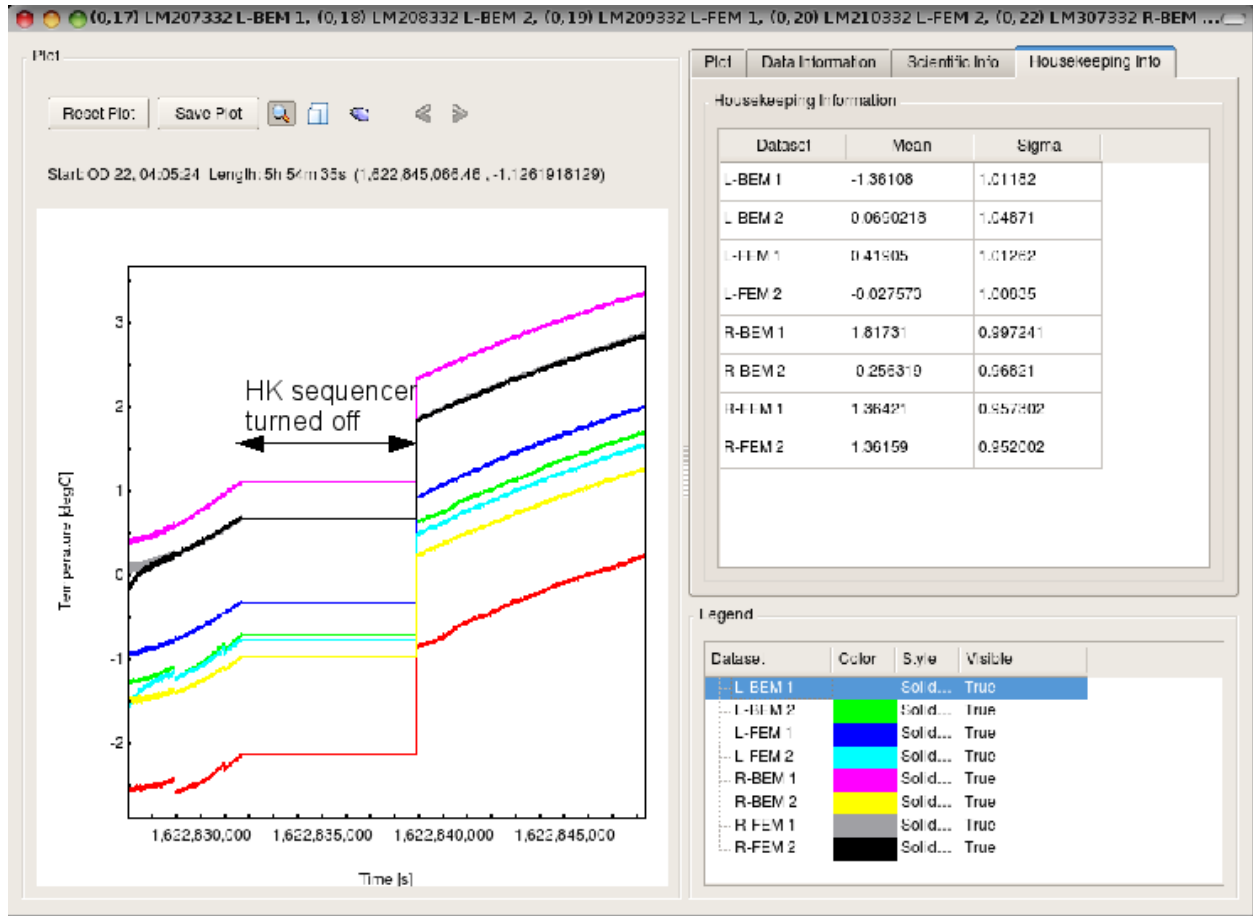 (0,17) LM207332 L-BEM 1, (0,18) LM208332 L-BEM 2, (0,19) LM209332 L-FEM 1, (0,20) LM210332 L-FEM 2, (0,22) LM307332 R-BEM ...
Plot
Reset Plot Save Plot
Start: OD 22, 04:05:24 Length: 5h 54m 35s (1,622,845,066.46 , -1.1261918129)
HK sequencer
turned off
Temperature [degC]
3
2
1
0
-1
-2
1,622,830,000 1,622,835,000 1,622,840,000 1,622,845,000
Time [s]
Plot Data Information Scientific Info Housekeeping Info
Housekeeping Information
Dataset Mean Sigma
L-BEM 1 -1.36108 1.01182
L-BEM 2 0.0690218 1.04871
L-FEM 1 0.41905 1.01262
L-FEM 2 -0.027573 1.00835
R-BEM 1 1.81731 0.997241
R-BEM 2 -0.256319 0.96821
R-FEM 1 1.36421 0.957302
R-FEM 2 1.36159 0.952002
Legend
Dataset Color Style Visible
L-BEM 1 Solid... True
L-BEM 2 Solid... True
L-FEM 1 Solid... True
L-FEM 2 Solid... True
R-BEM 1 Solid... True
R-BEM 2 Solid... True
R-FEM 1 Solid... True
R-FEM 2 Solid... True